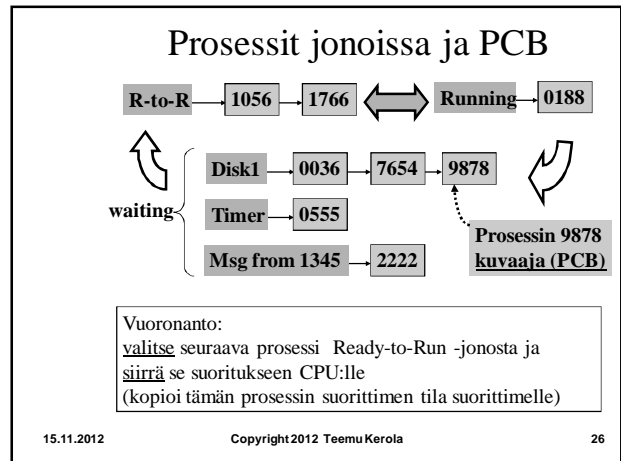 Prosessit jonoissa ja PCB
R-to-R 1056 1766 Running 0188
Disk1 0036 7654 9878
waiting
Timer 0555
Prosessin 9878
kuvaaja (PCB)
Msg from 1345 2222
Vuoronanto:
valitse seuraava prosessi Ready-to-Run -jonosta ja
siirrä se suoritukseen CPU:lle
(kopioi tämän prosessin suorittimen tila suorittimelle)
15.11.2012 Copyright 2012 Teemu Kerola 26